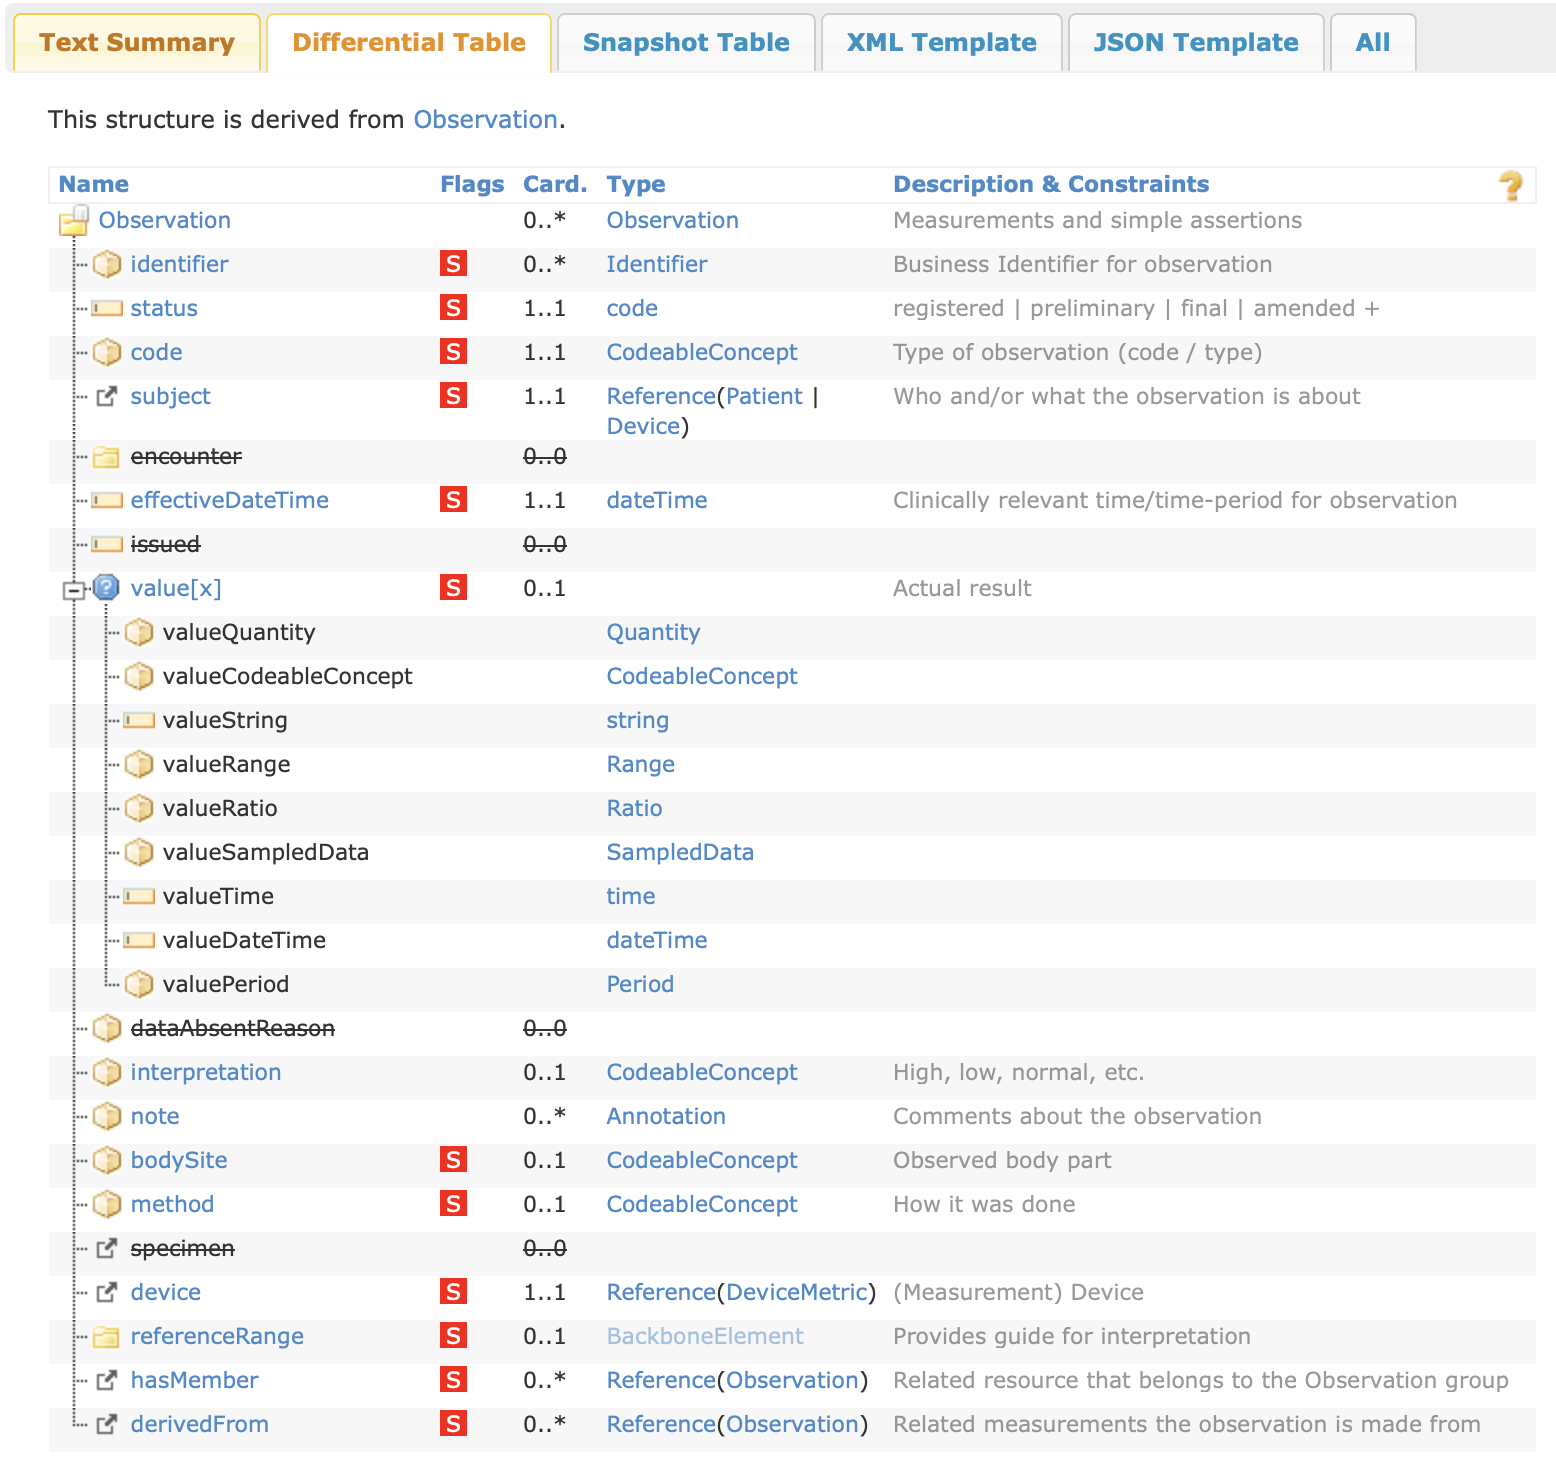 Text Summary Differential Table Snapshot Table XML Template JSON Template All
This structure is derived from Observation.
Name Flags Card. Type Description & Constraints ?
Observation 0..* Observation Measurements and simple assertions
identifier S 0..* Identifier Business Identifier for observation
status S 1..1 code registered | preliminary | final | amended +
code S 1..1 CodeableConcept Type of observation (code / type)
subject S 1..1 Reference(Patient | Who and/or what the observation is about
Device)
encounter 0..0
effectiveDateTime S 1..1 dateTime Clinically relevant time/time-period for observation
issued 0..0
? value[x] S 0..1 Actual result
valueQuantity Quantity
valueCodeableConcept CodeableConcept
valueString string
valueRange Range
valueRatio Ratio
valueSampledData SampledData
valueTime time
valueDateTime dateTime
valuePeriod Period
dataAbsentReason 0..0
interpretation 0..1 CodeableConcept High, low, normal, etc.
note 0..* Annotation Comments about the observation
bodySite S 0..1 CodeableConcept Observed body part
method S 0..1 CodeableConcept How it was done
specimen 0..0
device S 1..1 Reference(DeviceMetric) (Measurement) Device
referenceRange S 0..1 BackboneElement Provides guide for interpretation
hasMember S 0..* Reference(Observation) Related resource that belongs to the Observation group
derivedFrom S 0..* Reference(Observation) Related measurements the observation is made from